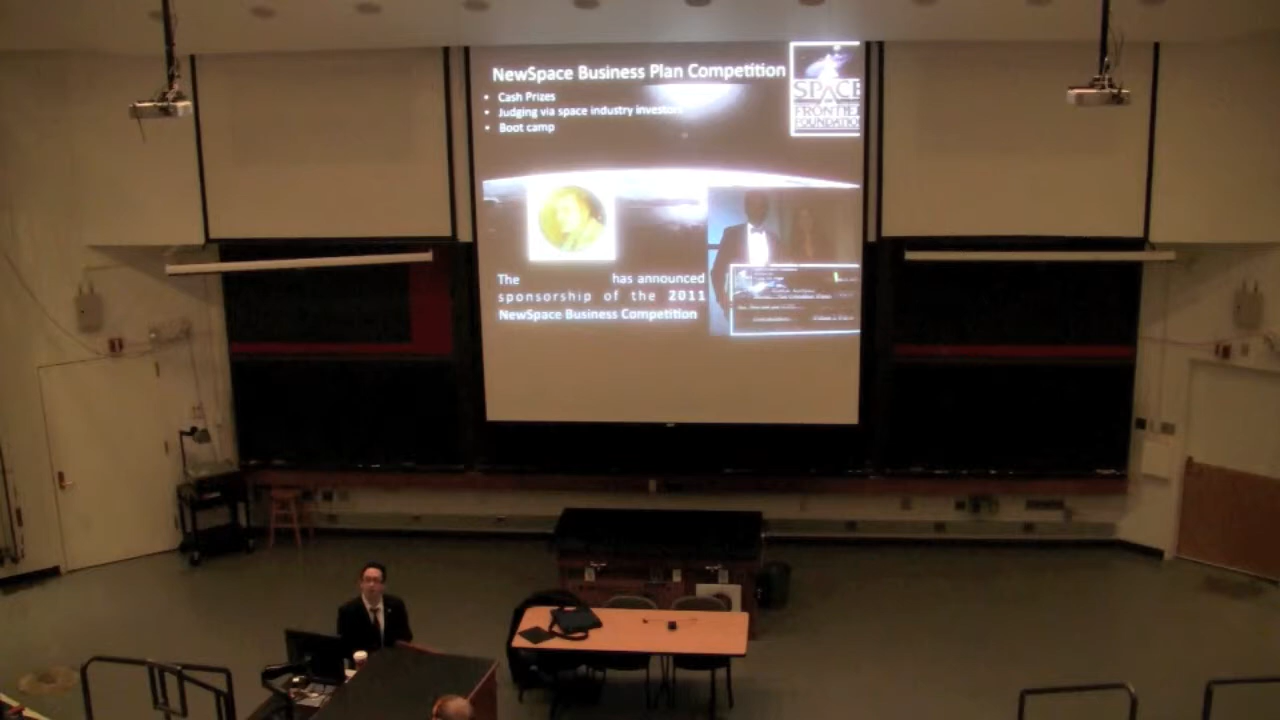 NewSpace Business Plan Competition
• Cash Prizes
• Judging via space industry investors
• Boot camp
SPACE
FRONTIER
FOUNDATION
The has announced
sponsorship of the 2011
NewSpace Business Competition